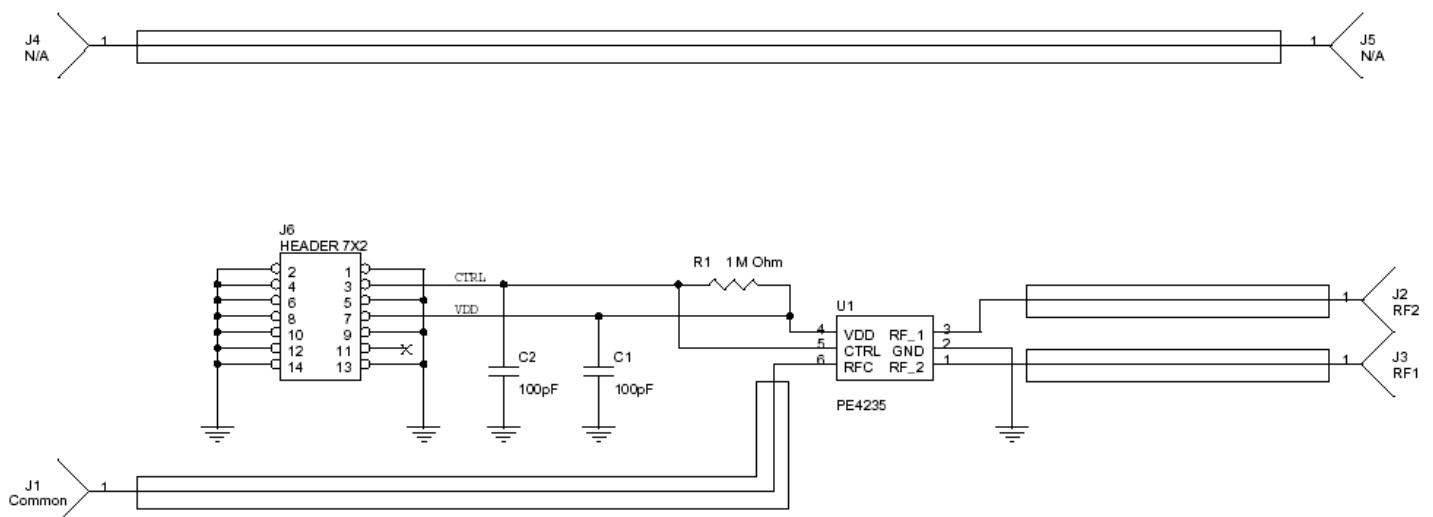 J4
N/A
1
1
J5
N/A
J6
HEADER 7X2
2 1
4 3
6 5
8 7
10 9
12 11
14 13
CTRL
VDD
R1 1 M Ohm
C2
100pF
C1
100pF
U1
4 VDD RF_1 3
5 CTRL GND 2
6 RFC RF_2 1
PE4235
1
J2
RF2
1
J3
RF1
J1
Common
1